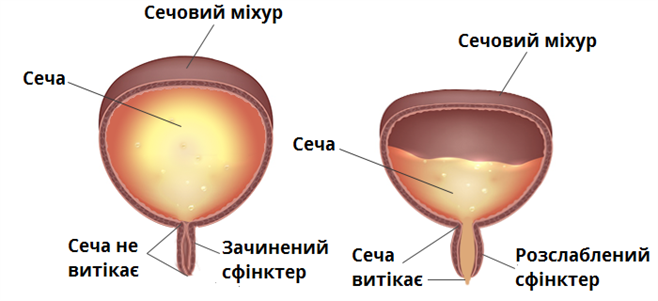 Сечовий міхур
Сеча
Сеча не
витікає
Зачинений
сфінктер
Сечовий міхур
Сеча
Сеча
витікає
Розслаблений
сфінктер